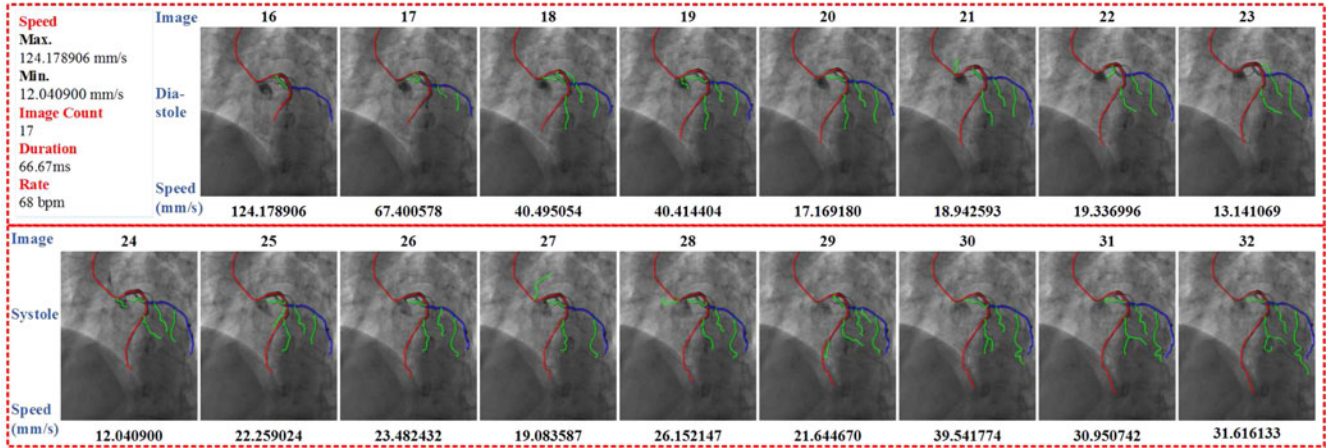 Speed
Max.
124.178906 mm/s
Min.
12.040900 mm/s
Image Count
17
Duration
66.67ms
Rate
68 bpm
Image 16 17 18 19 20 21 22 23
Dia-
stole
Speed
(mm/s) 124.178906 67.400578 40.495054 40.414404 17.169180 18.942593 19.336996 13.141069
Image 24 25 26 27 28 29 30 31 32
Systole
Speed
(mm/s) 12.040900 22.259024 23.482432 19.083587 26.152147 21.644670 39.541774 30.950742 31.616133